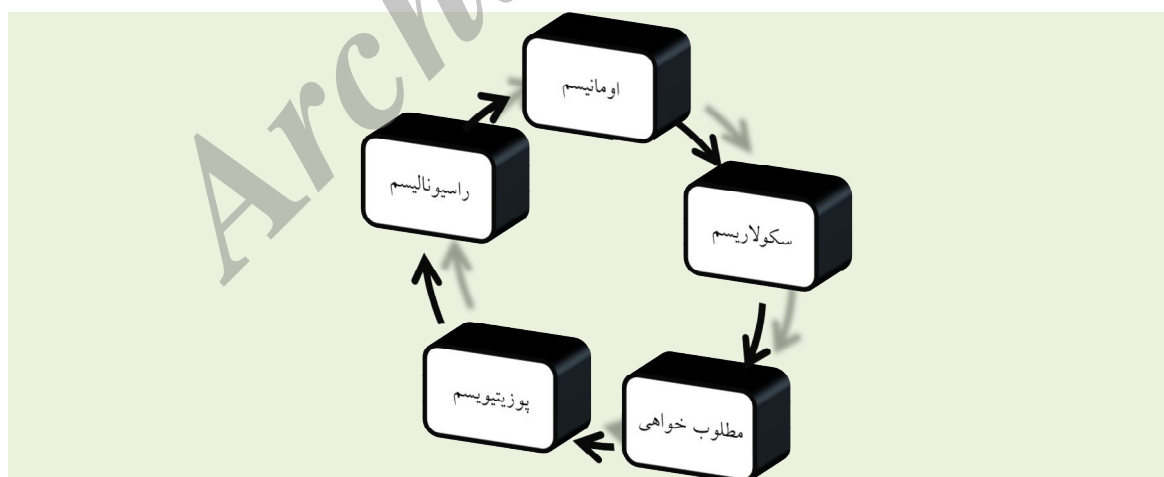 اومانیسم
سکولاریسم
مطلوب خواهی
پوزیتیویسم
راسیونالیسم